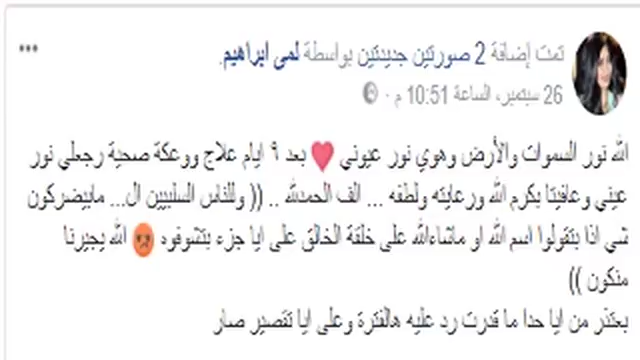 تمت إضافة 2 صورتين جديدتين بواسطة لمى ابراهيم.
26 سبتمبر، الساعة 10:51 م ·
الله نور السموات والأرض وهوي نور عيوني ❤ بعد ٩ ايام علاج ووعكة صحية رجعلي نور
عيني وعافيتا بكرم الله ورعايته ولطفه ... الف الحمدلله .. (( وللناس السلبيين ال... مابيضركون
شي اذا بتقولوا اسم الله او ماشاءالله على خلقة الخالق على ايا جزء بتشوفوه 😡 الله يجيرنا
منكون ))
بعتذر من ايا حدا ما قدرت رد عليه هالفترة وعلى ايا تقصير صار